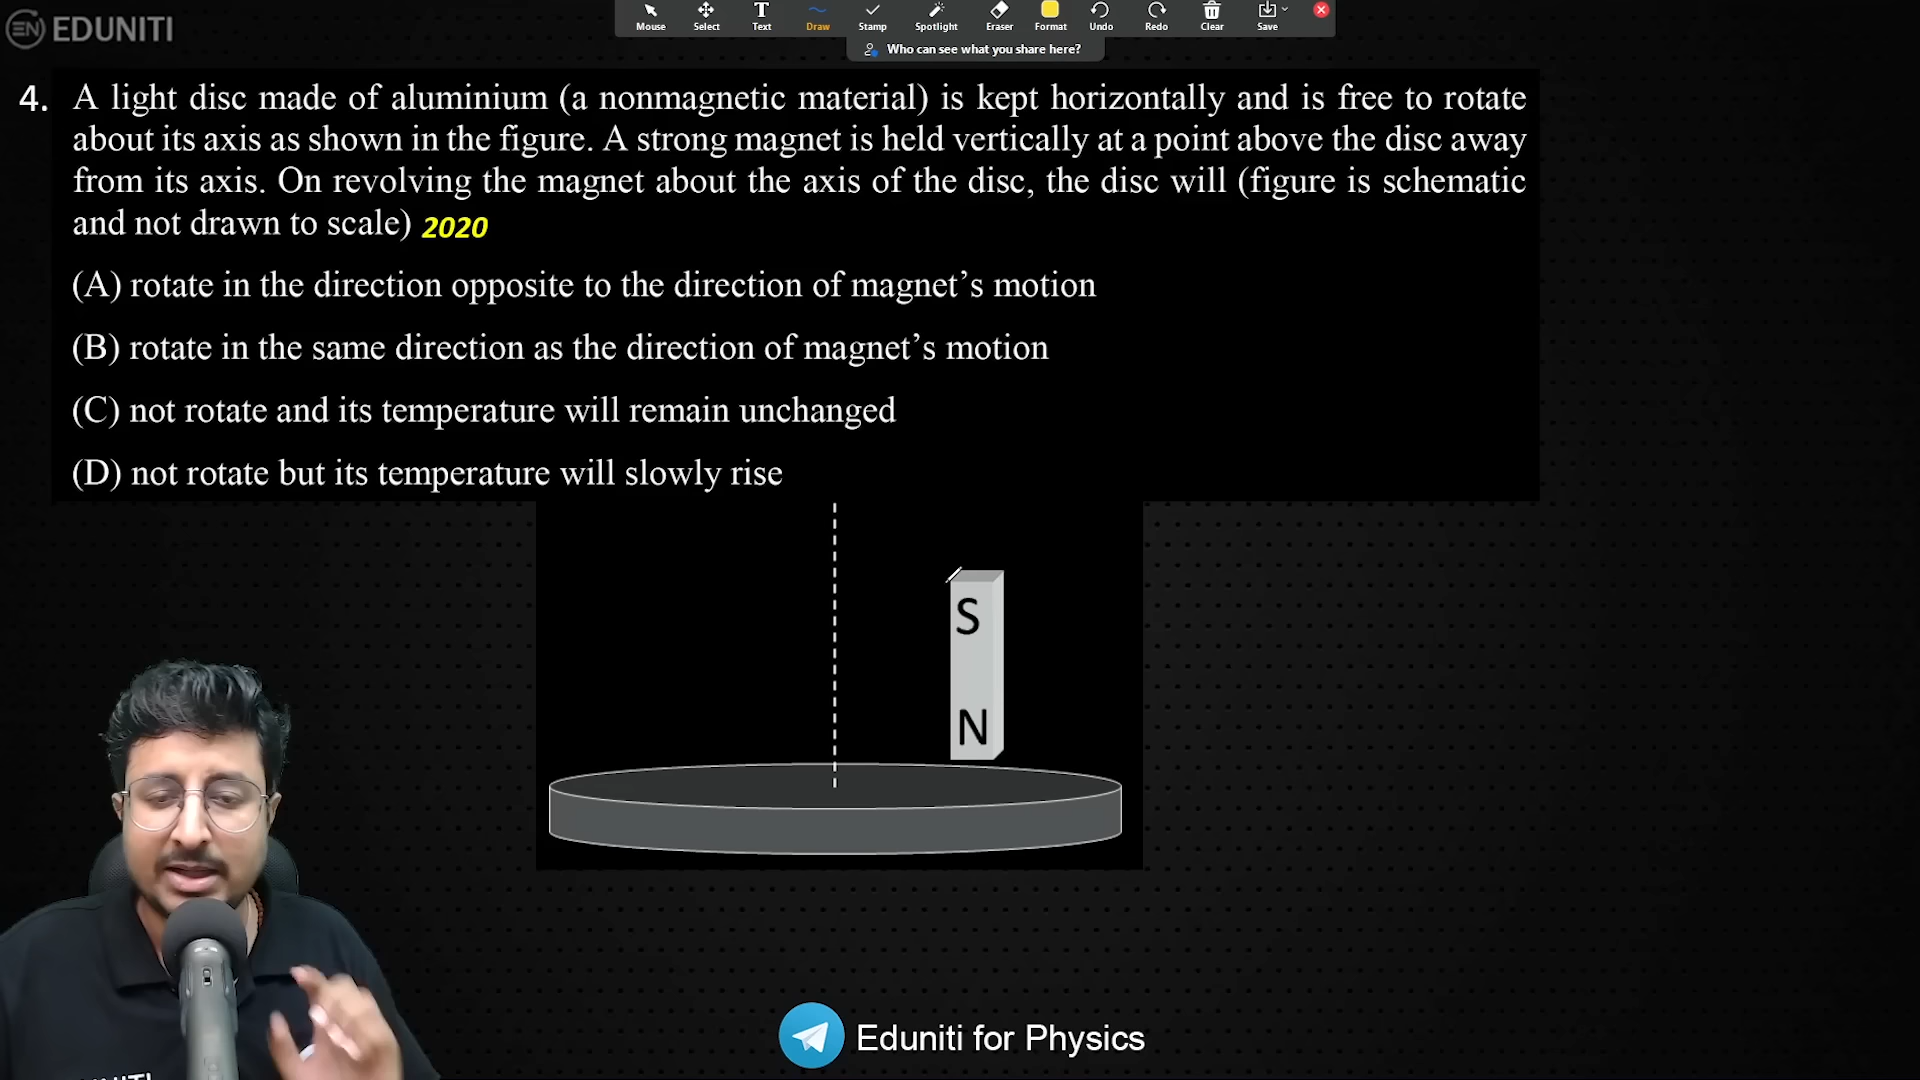 EN EDUNITI
Mouse Select Text Draw Stamp Spotlight Eraser Format Undo Redo Clear Save
Who can see what you share here?
4. A light disc made of aluminium (a nonmagnetic material) is kept horizontally and is free to rotate
about its axis as shown in the figure. A strong magnet is held vertically at a point above the disc away
from its axis. On revolving the magnet about the axis of the disc, the disc will (figure is schematic
and not drawn to scale) 2020
(A) rotate in the direction opposite to the direction of magnet’s motion
(B) rotate in the same direction as the direction of magnet’s motion
(C) not rotate and its temperature will remain unchanged
(D) not rotate but its temperature will slowly rise
S
N
Eduniti for Physics